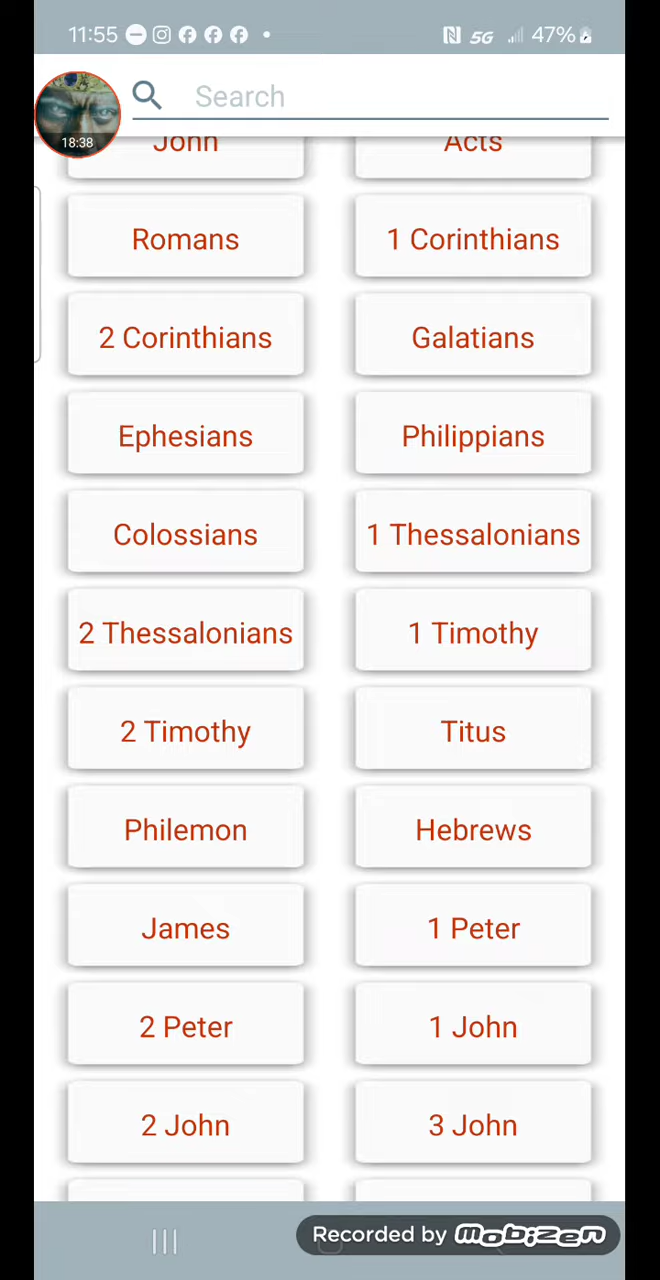 11:55 47%
5G
Search
18:38
John Acts
Romans 1 Corinthians
2 Corinthians Galatians
Ephesians Philippians
Colossians 1 Thessalonians
2 Thessalonians 1 Timothy
2 Timothy Titus
Philemon Hebrews
James 1 Peter
2 Peter 1 John
2 John 3 John
Recorded by mobizen